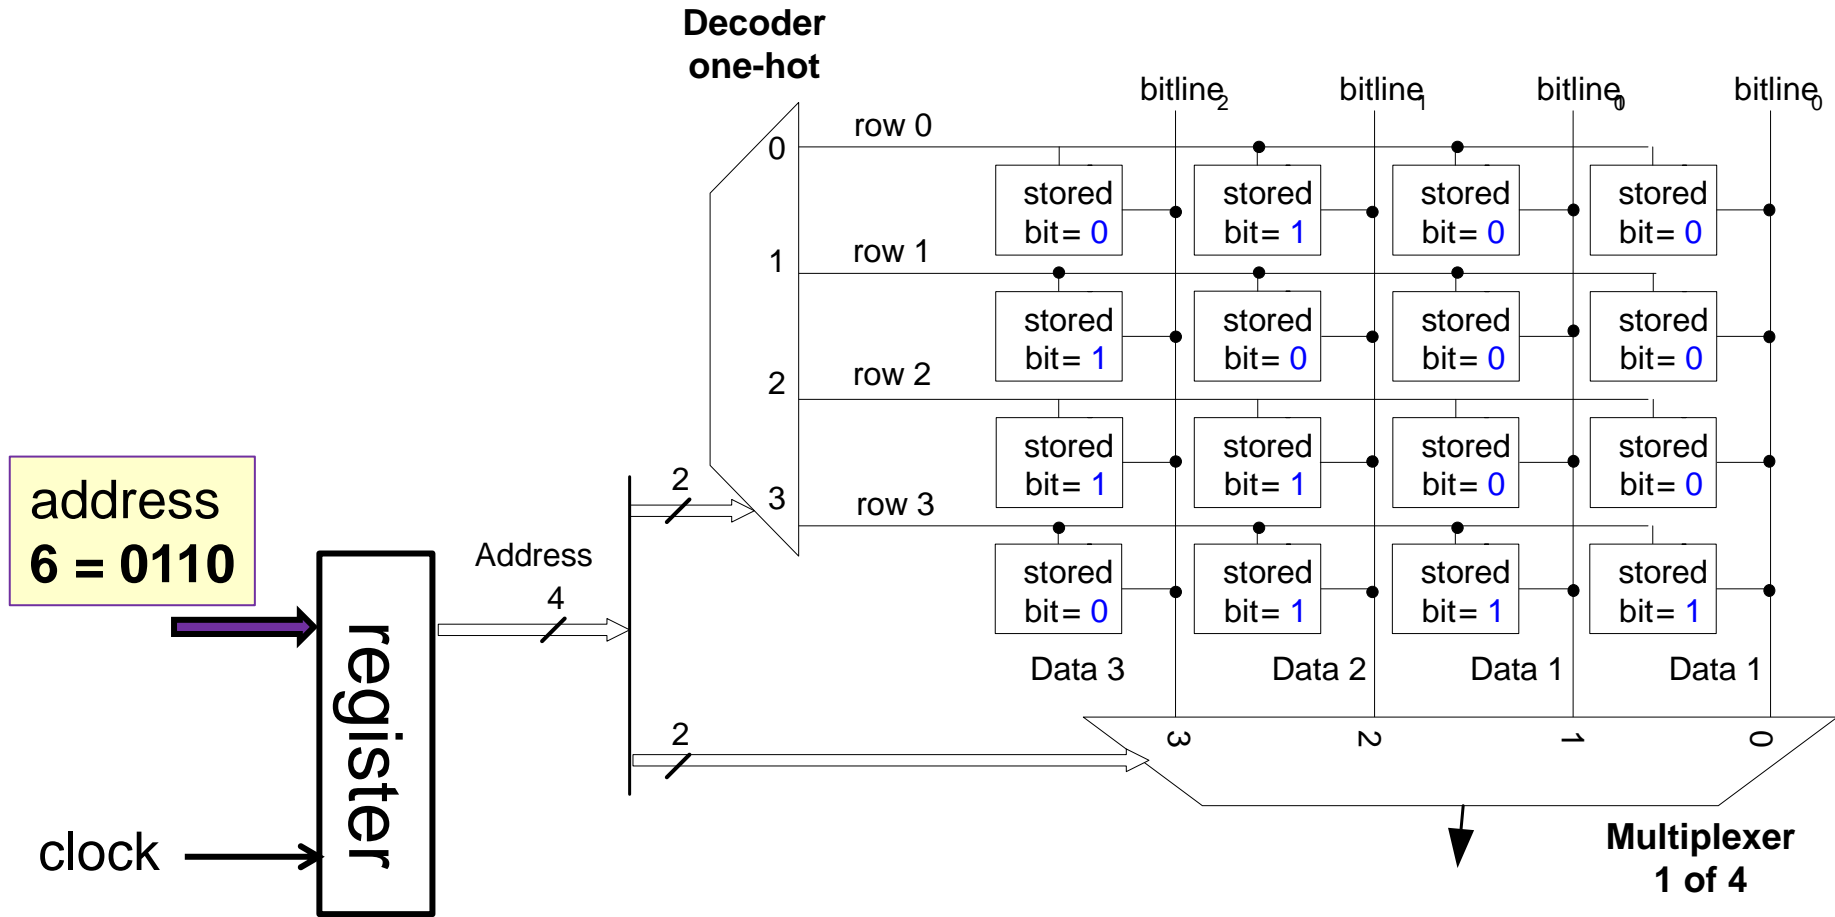 Decoder
one-hot
bitline2
bitline1
bitline0
bitline0
row 0
0
stored
bit= 0
stored
bit= 1
stored
bit= 0
stored
bit= 0
row 1
1
stored
bit= 1
stored
bit= 0
stored
bit= 0
stored
bit= 0
row 2
2
stored
bit= 1
stored
bit= 1
stored
bit= 0
stored
bit= 0
row 3
3
stored
bit= 0
stored
bit= 1
stored
bit= 1
stored
bit= 1
2
address
6 = 0110
Address
4
register
clock
Data 3
Data 2
Data 1
Data 1
2
3
2
1
0
Multiplexer
1 of 4